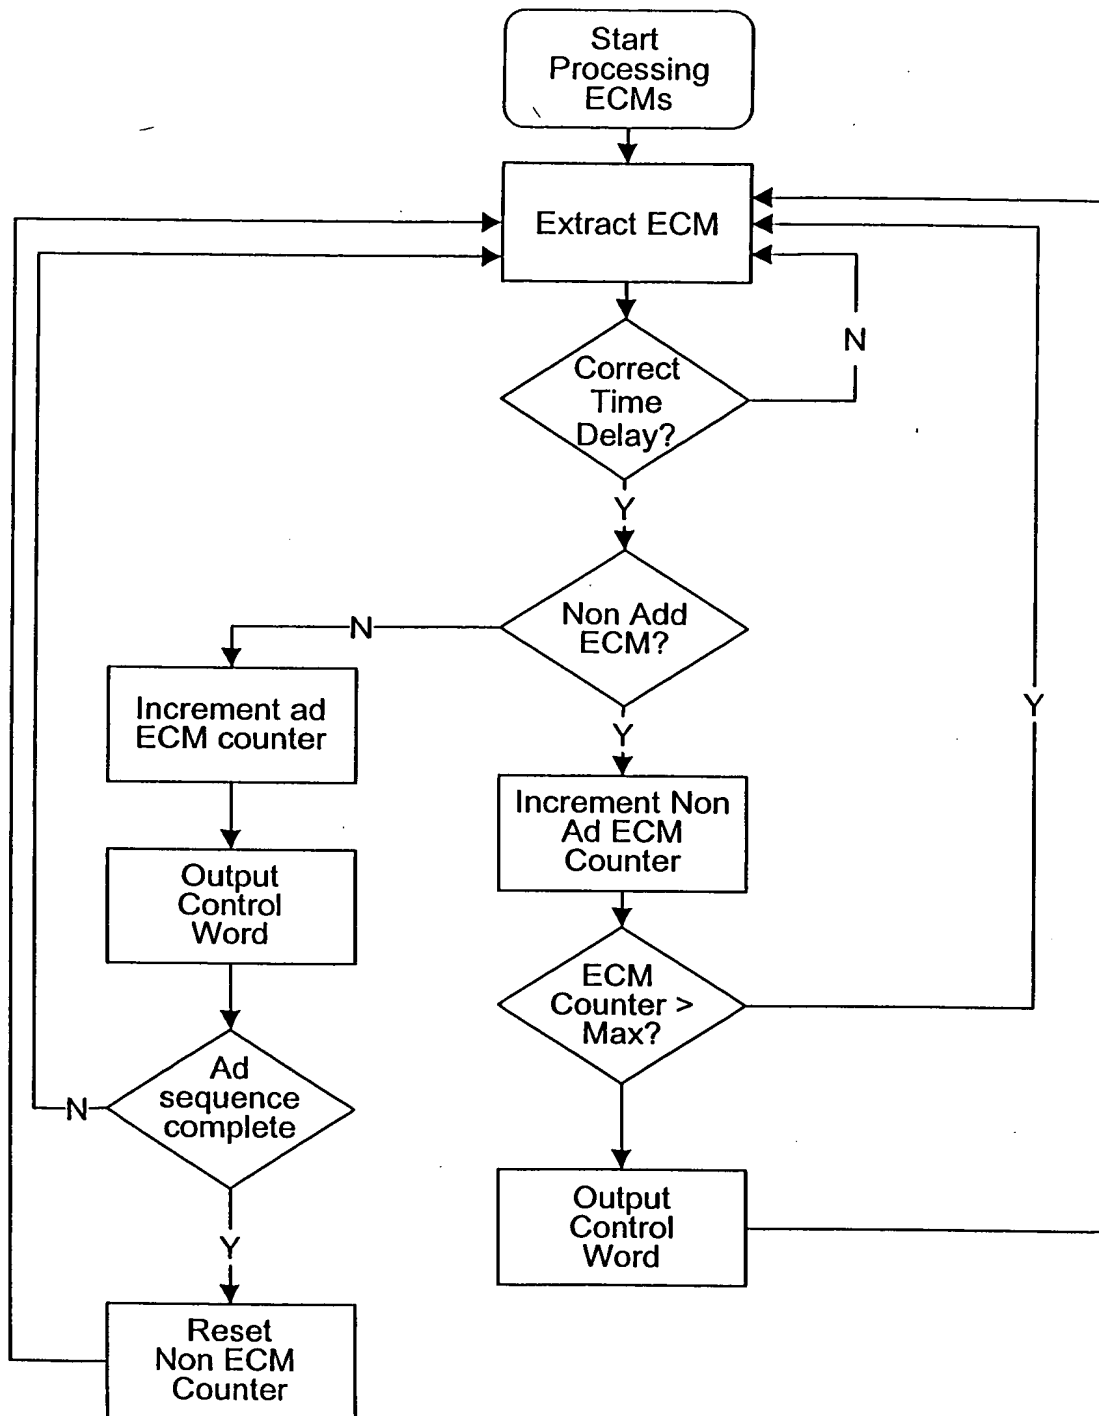 Start
Processing
ECMs
Extract ECM
N
Correct
Time
Delay?
Y
Non Add
ECM?
N
Increment ad
ECM counter
Y
Y
Increment Non
Ad ECM
Counter
Output
Control
Word
ECM
Counter >
Max?
Ad
sequence
complete
N
Output
Control
Word
Y
Reset
Non ECM
Counter